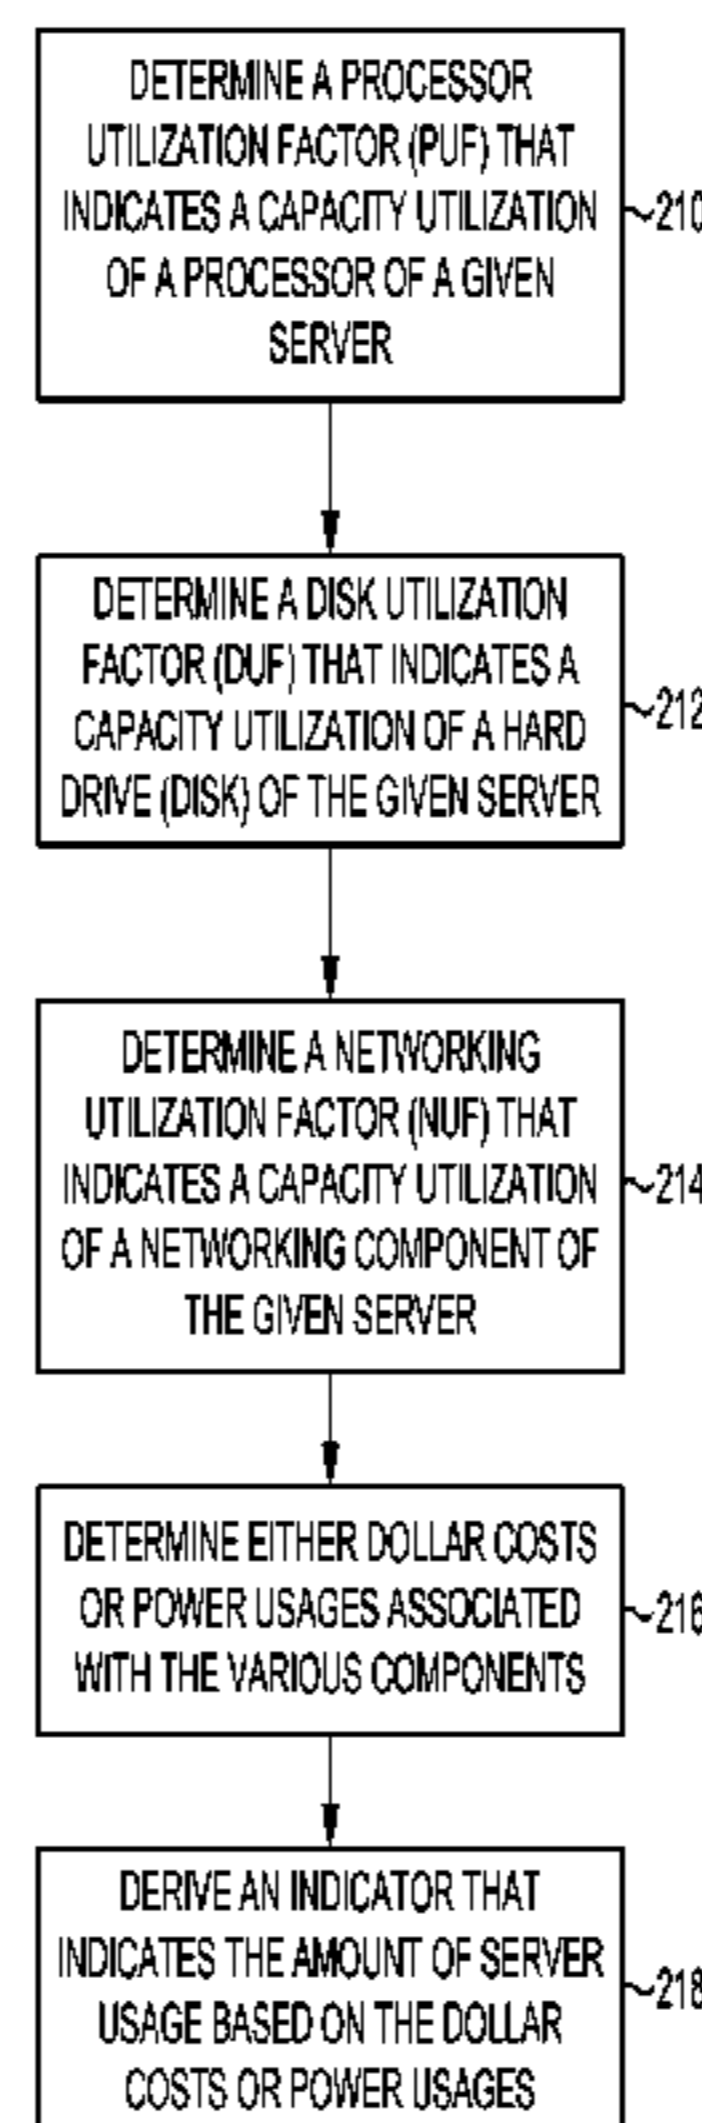 DETERMINE A PROCESSOR
UTILIZATION FACTOR (PUF) THAT
INDICATES A CAPACITY UTILIZATION
OF A PROCESSOR OF A GIVEN
SERVER
210
DETERMINE A DISK UTILIZATION
FACTOR (DUF) THAT INDICATES A
CAPACITY UTILIZATION OF A HARD
DRIVE (DISK) OF THE GIVEN SERVER
212
DETERMINE A NETWORKING
UTILIZATION FACTOR (NUF) THAT
INDICATES A CAPACITY UTILIZATION
OF A NETWORKING COMPONENT OF
THE GIVEN SERVER
214
DETERMINE EITHER DOLLAR COSTS
OR POWER USAGES ASSOCIATED
WITH THE VARIOUS COMPONENTS
216
DERIVE AN INDICATOR THAT
INDICATES THE AMOUNT OF SERVER
USAGE BASED ON THE DOLLAR
COSTS OR POWER USAGES
218